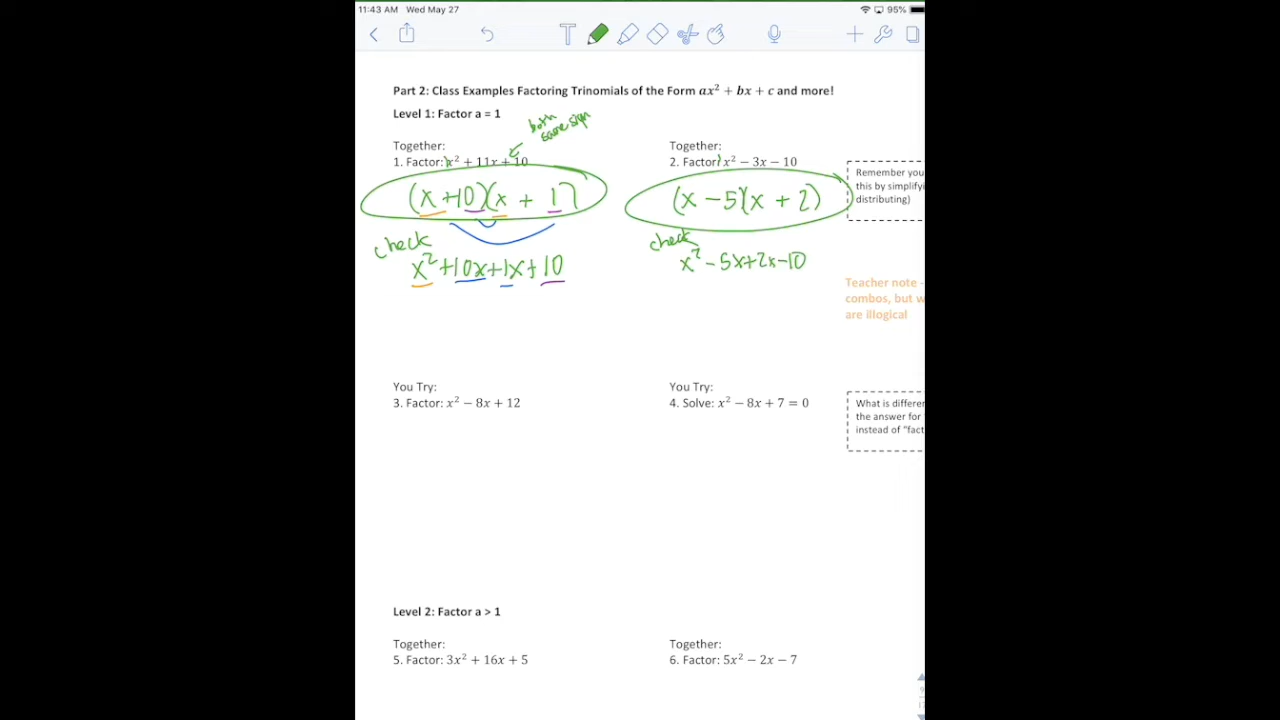 11:43 AM Wed May 27
95%
Part 2: Class Examples Factoring Trinomials of the Form ax² + bx + c and more!
Level 1: Factor a = 1
both
same sign
Together:
1. Factor: x² + 11x + 10
(x +10)(x + 1)
check
x² +10x+1x+10
Together:
2. Factor: x² − 3x − 10
(x − 5)(x + 2)
check
x² − 5x+2x−10
Remember you
this by simplifyi
distributing)
Teacher note -
combos, but w
are illogical
You Try:
3. Factor: x² − 8x + 12
You Try:
4. Solve: x² − 8x + 7 = 0
What is differe
the answer for
instead of "fact
Level 2: Factor a > 1
Together:
5. Factor: 3x² + 16x + 5
Together:
6. Factor: 5x² − 2x − 7